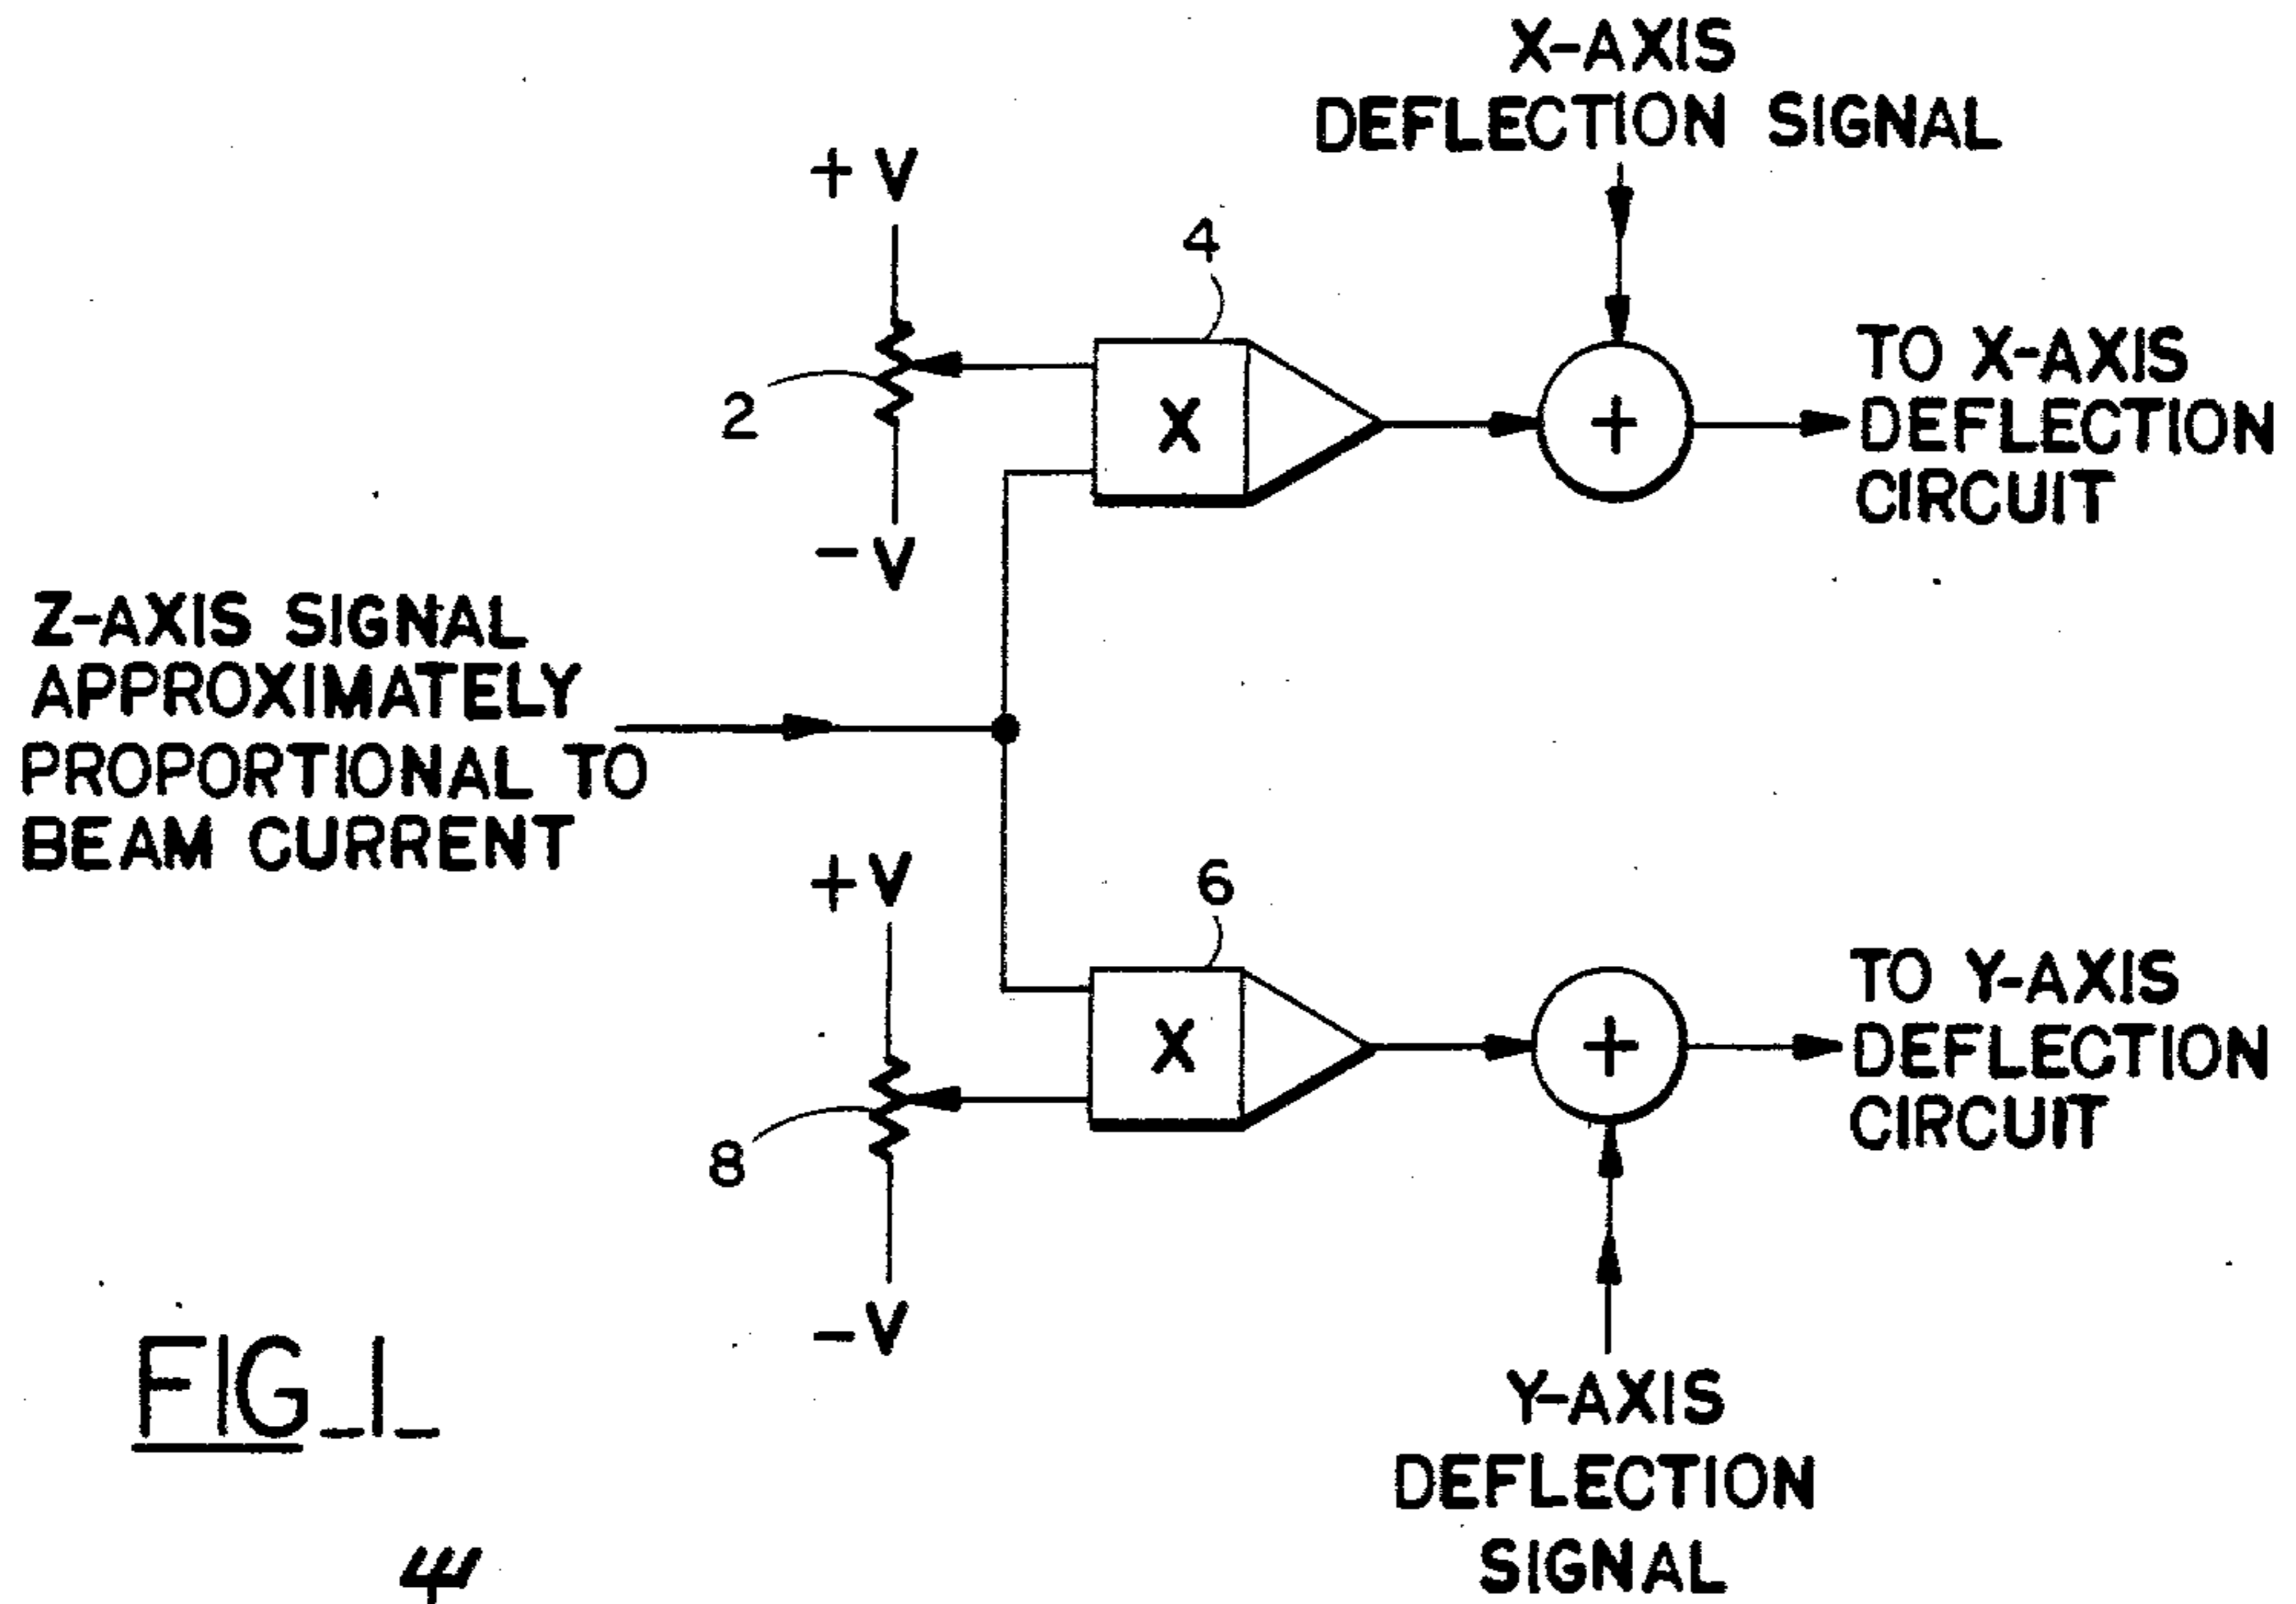 X-AXIS
DEFLECTION SIGNAL
+V
4
2
X
+
TO X-AXIS
DEFLECTION
CIRCUIT
-V
Z-AXIS SIGNAL
APPROXIMATELY
PROPORTIONAL TO
BEAM CURRENT
+V
6
X
+
TO Y-AXIS
DEFLECTION
CIRCUIT
8
-V
Y-AXIS
DEFLECTION
SIGNAL
FIG_1_